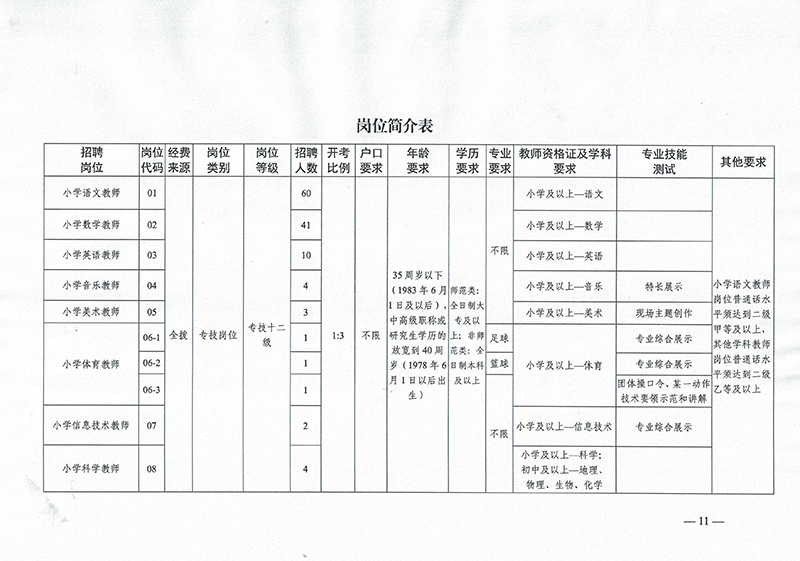 岗位简介表
招聘岗位 岗位代码 经费来源 岗位类别 岗位等级 招聘人数 开考比例 户口要求 年龄要求 学历要求 专业要求 教师资格证及学科要求 专业技能测试 其他要求
小学语文教师 01 60 小学及以上—语文
小学数学教师 02 41 小学及以上—数学
小学英语教师 03 10 不限 小学及以上—英语
小学音乐教师 04 4 小学及以上—音乐 特长展示
小学美术教师 05 3 小学及以上—美术 现场主题创作
小学体育教师
06-1 1 足球 专业综合展示
06-2 1 篮球 小学及以上—体育 专业综合展示
06-3 1 团体操口令、某一动作
技术要领示范和讲解
全拨 专技岗位 专技十二
级
1:3 不限
35 周岁以下
（1983 年 6 月
1 日及以后），
中高级职称或
研究生学历的
放宽到 40 周
岁（1978 年 6
月 1 日以后出
生）
师范类：
全日制大
专及以
上；非师
范类：全
日制本科
及以上
小学语文教师
岗位普通话水
平须达到二级
甲等及以上，
其他学科教师
岗位普通话水
平须达到二级
乙等及以上
小学信息技术教师 07 2 不限 小学及以上—信息技术 专业综合展示
小学科学教师 08 4
小学及以上—科学；
初中及以上—地理、
物理、生物、化学
— 11 —